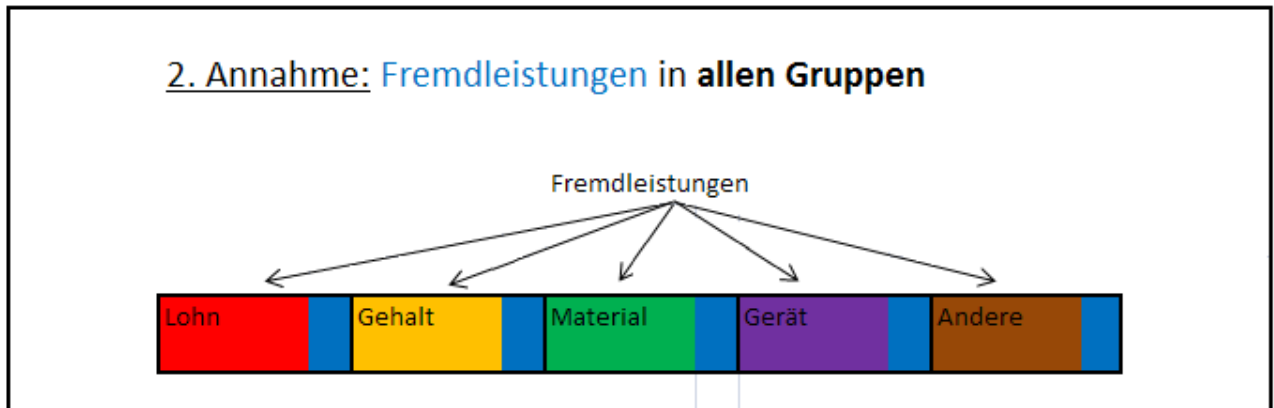 2. Annahme: Fremdleistungen in allen Gruppen
Fremdleistungen
Lohn Gehalt Material Gerät Andere